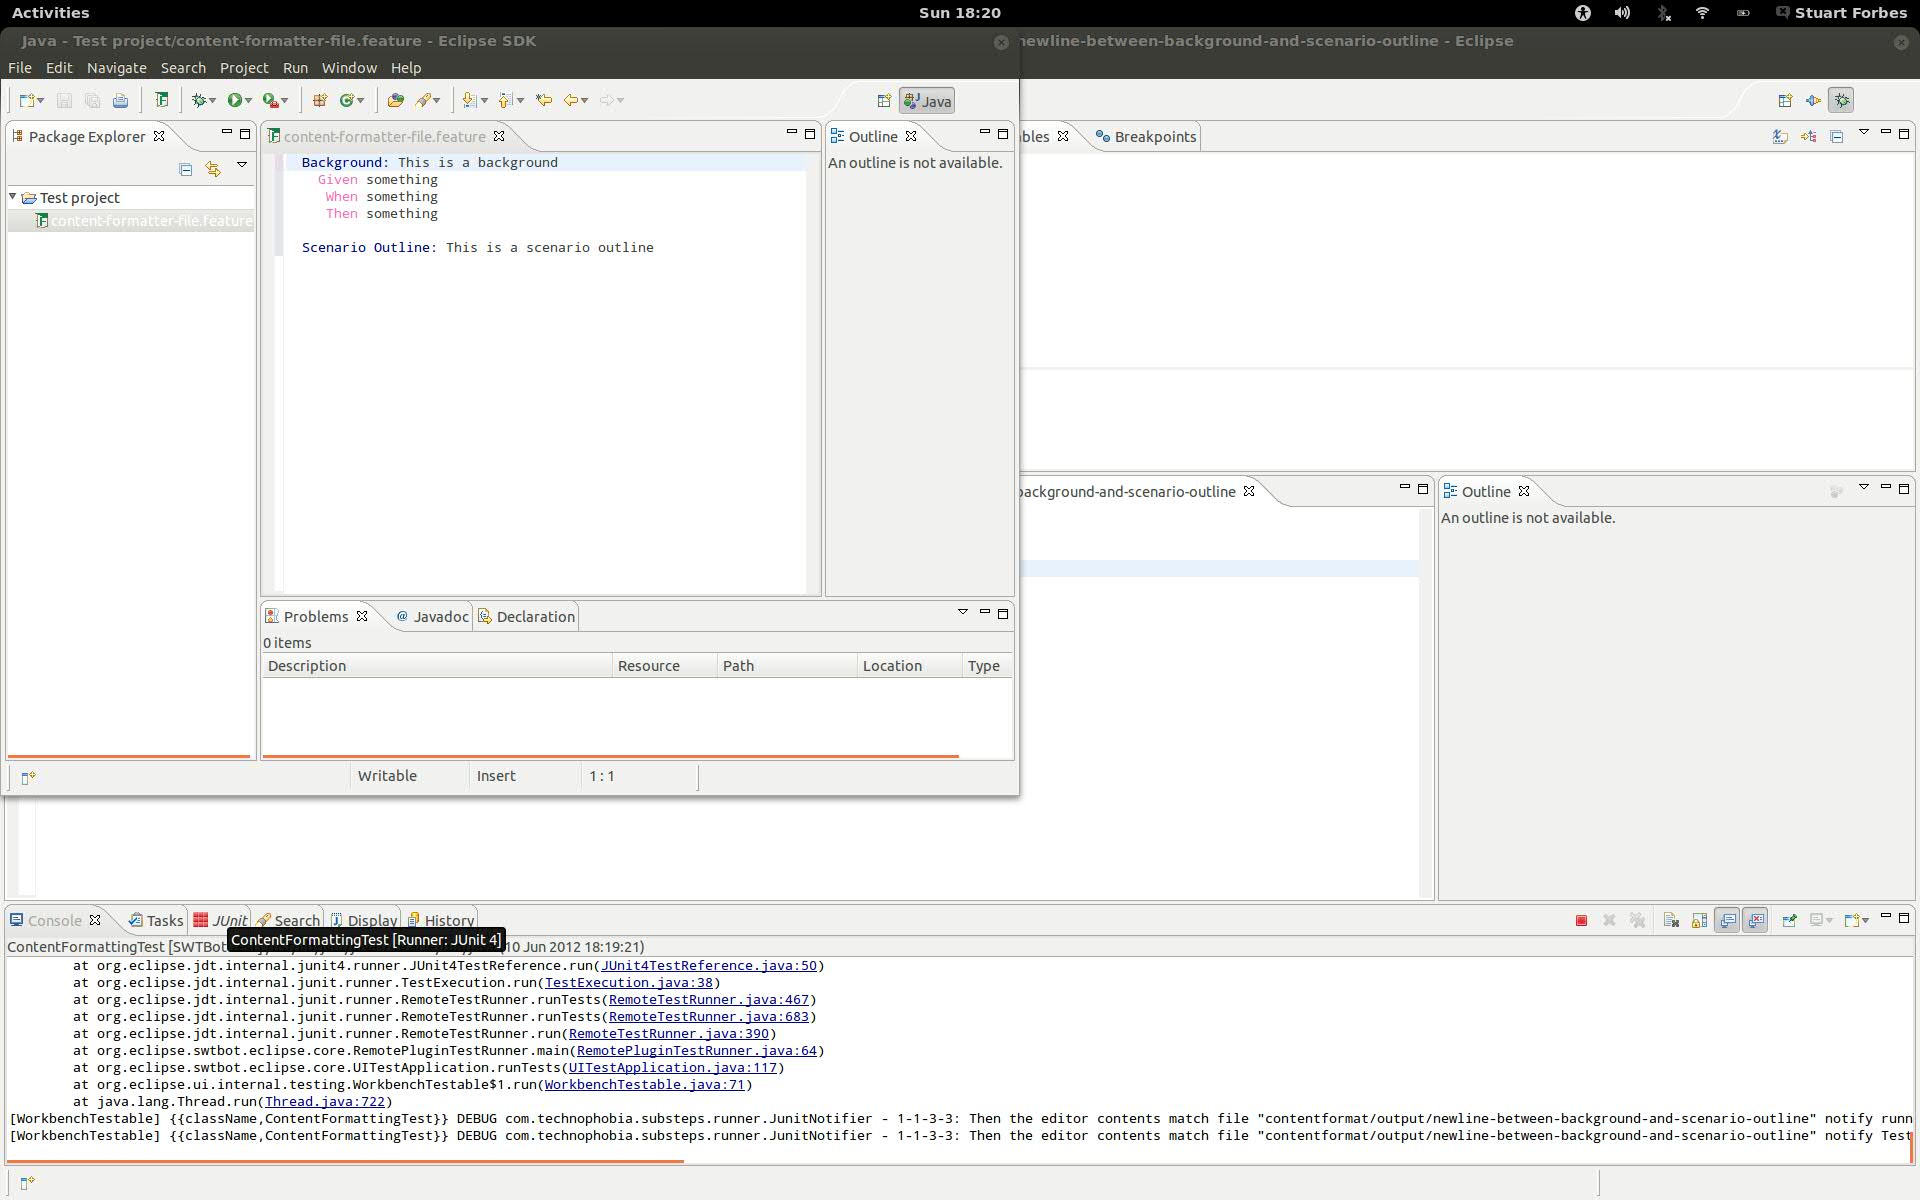 Activities
Sun 18:20
Stuart Forbes
Java - Test project/content-formatter-file.feature - Eclipse SDK
newline-between-background-and-scenario-outline - Eclipse
File Edit Navigate Search Project Run Window Help
Java
Package Explorer
content-formatter-file.feature
Outline
Breakpoints
Test project
content-formatter-file.feature
Background: This is a background
Given something
When something
Then something
Scenario Outline: This is a scenario outline
An outline is not available.
background-and-scenario-outline
Outline
An outline is not available.
Problems
@ Javadoc
Declaration
0 items
Description Resource Path Location Type
Writable Insert 1 : 1
Console Tasks JUnit Search Display History
ContentFormattingTest [Runner: JUnit 4]
ContentFormattingTest [SWTBot 10 Jun 2012 18:19:21)
at org.eclipse.jdt.internal.junit4.runner.JUnit4TestReference.run(JUnit4TestReference.java:50)
at org.eclipse.jdt.internal.junit.runner.TestExecution.run(TestExecution.java:38)
at org.eclipse.jdt.internal.junit.runner.RemoteTestRunner.runTests(RemoteTestRunner.java:467)
at org.eclipse.jdt.internal.junit.runner.RemoteTestRunner.runTests(RemoteTestRunner.java:683)
at org.eclipse.jdt.internal.junit.runner.RemoteTestRunner.run(RemoteTestRunner.java:390)
at org.eclipse.swtbot.eclipse.core.RemotePluginTestRunner.main(RemotePluginTestRunner.java:64)
at org.eclipse.swtbot.eclipse.core.UITestApplication.runTests(UITestApplication.java:117)
at org.eclipse.ui.internal.testing.WorkbenchTestable$1.run(WorkbenchTestable.java:71)
at java.lang.Thread.run(Thread.java:722)
[WorkbenchTestable] {{className,ContentFormattingTest}} DEBUG com.technophobia.substeps.runner.JunitNotifier - 1-1-3-3: Then the editor contents match file "contentformat/output/newline-between-background-and-scenario-outline" notify runn
[WorkbenchTestable] {{className,ContentFormattingTest}} DEBUG com.technophobia.substeps.runner.JunitNotifier - 1-1-3-3: Then the editor contents match file "contentformat/output/newline-between-background-and-scenario-outline" notify Test